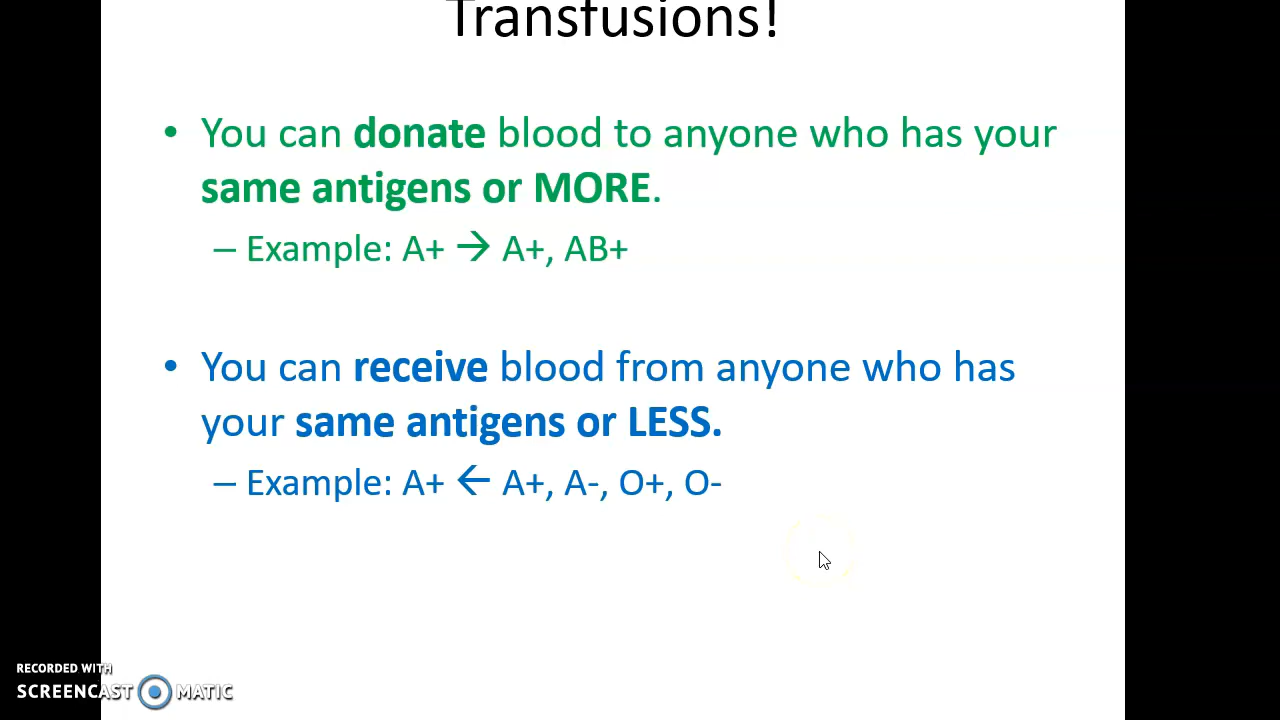 Transfusions!
• You can donate blood to anyone who has your
same antigens or MORE.
– Example: A+ → A+, AB+
• You can receive blood from anyone who has
your same antigens or LESS.
– Example: A+ ← A+, A-, O+, O-
RECORDED WITH
SCREENCAST MATIC